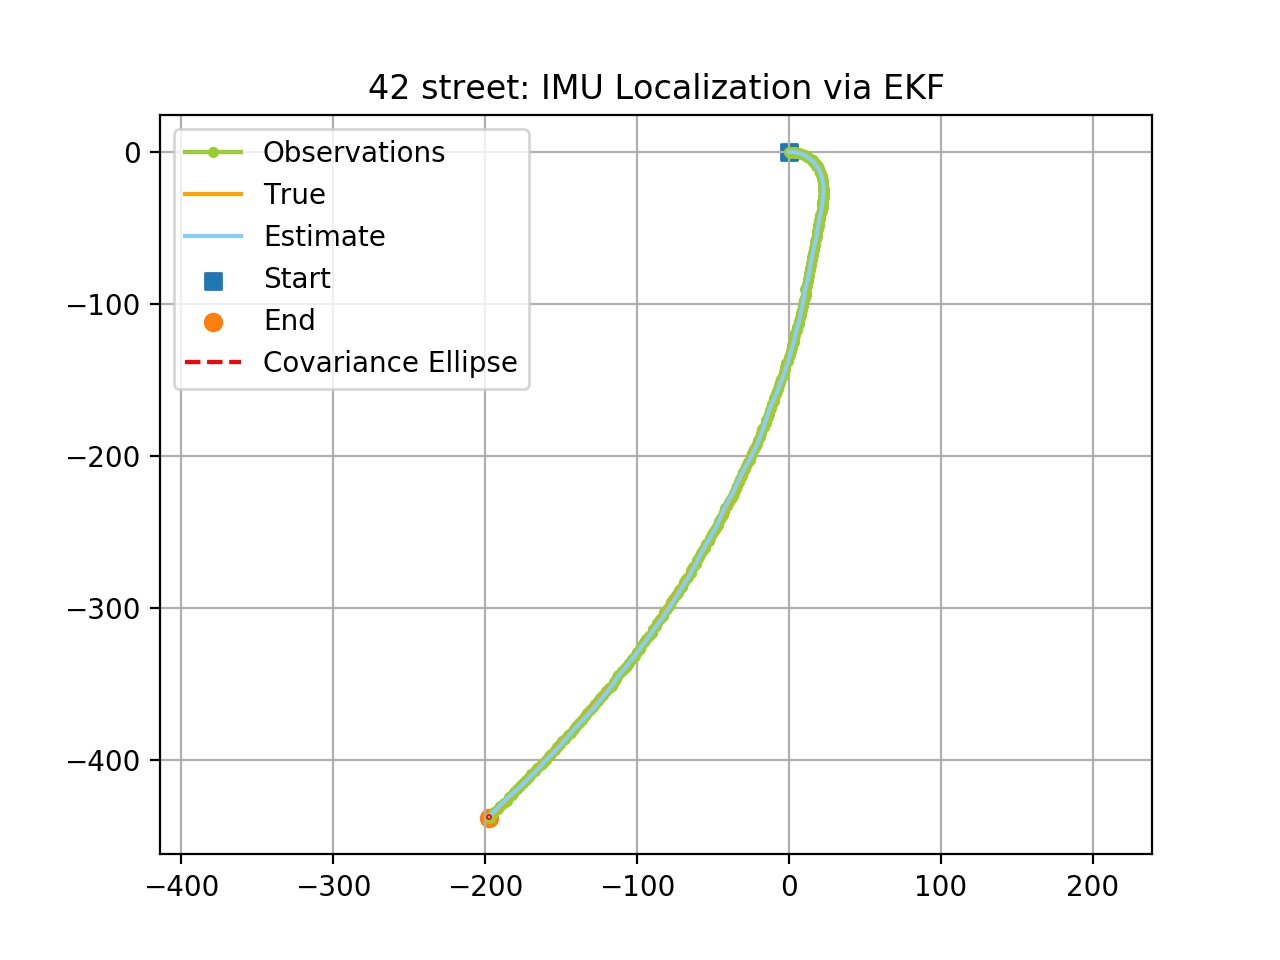 42 street: IMU Localization via EKF
Observations
True
Estimate
Start
End
Covariance Ellipse
0
−100
−200
−300
−400
−400
−300
−200
−100
0
100
200